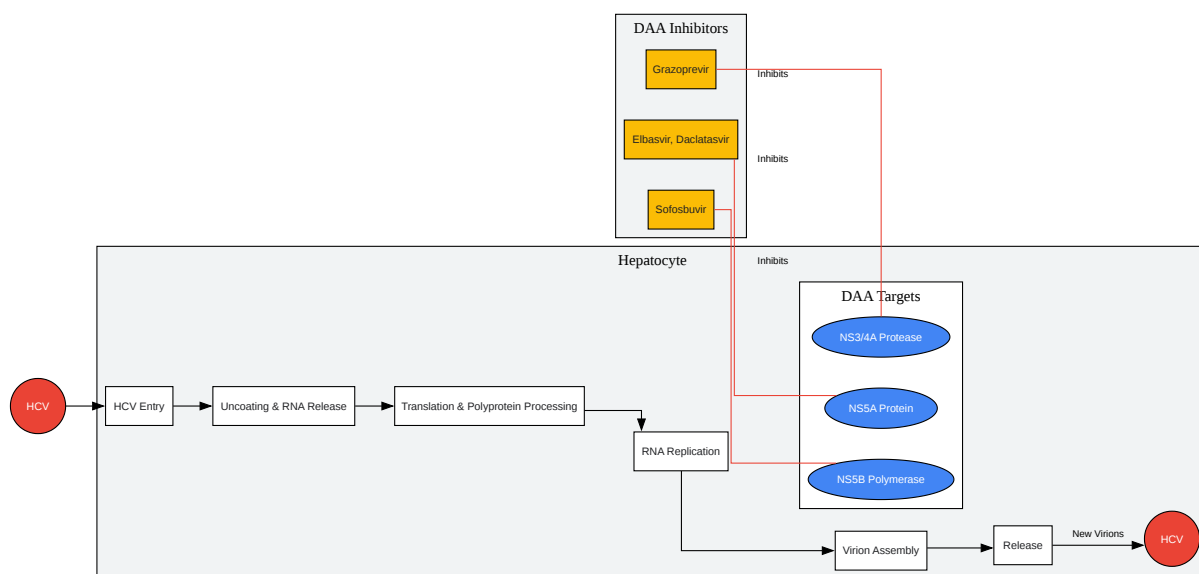 DAA Inhibitors
Grazoprevir
Inhibits
Elbasvir, Daclatasvir
Inhibits
Sofosbuvir
Hepatocyte
Inhibits
DAA Targets
NS3/4A Protease
HCV
HCV Entry
Uncoating & RNA Release
Translation & Polyprotein Processing
NS5A Protein
RNA Replication
NS5B Polymerase
Virion Assembly
Release
New Virions
HCV